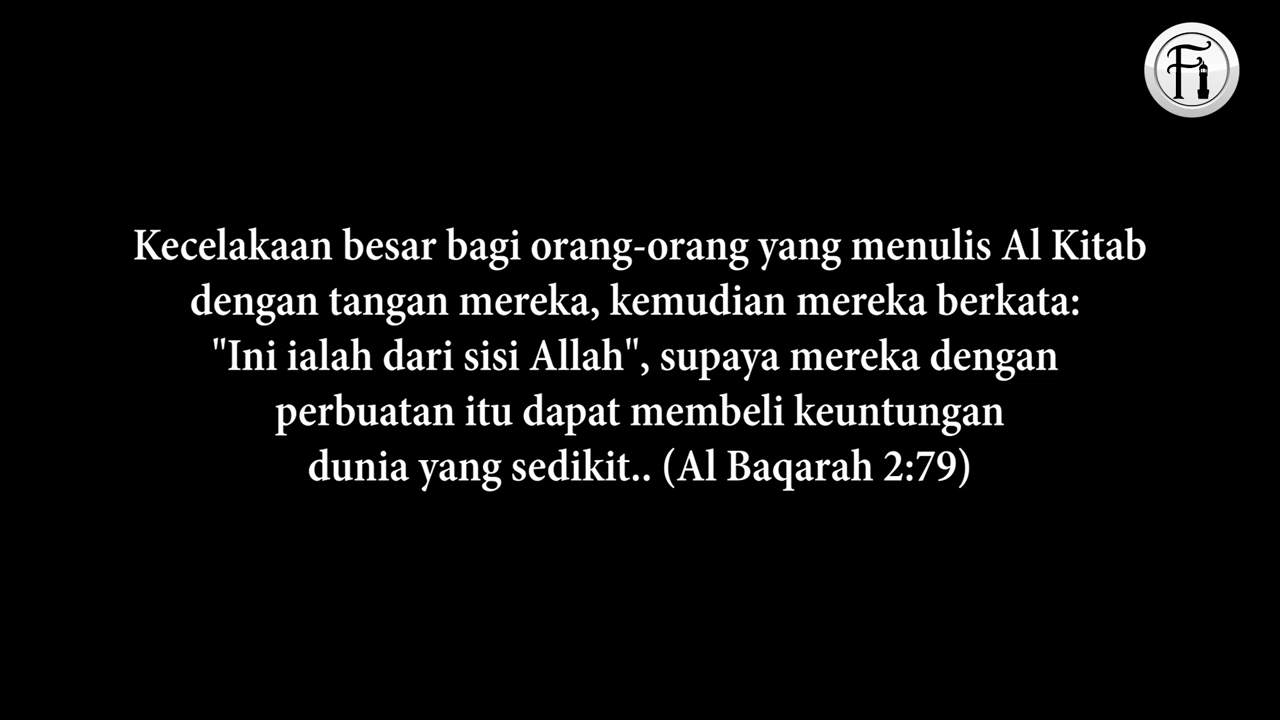 Fi
Kecelakaan besar bagi orang-orang yang menulis Al Kitab
dengan tangan mereka, kemudian mereka berkata:
"Ini ialah dari sisi Allah", supaya mereka dengan
perbuatan itu dapat membeli keuntungan
dunia yang sedikit.. (Al Baqarah 2:79)